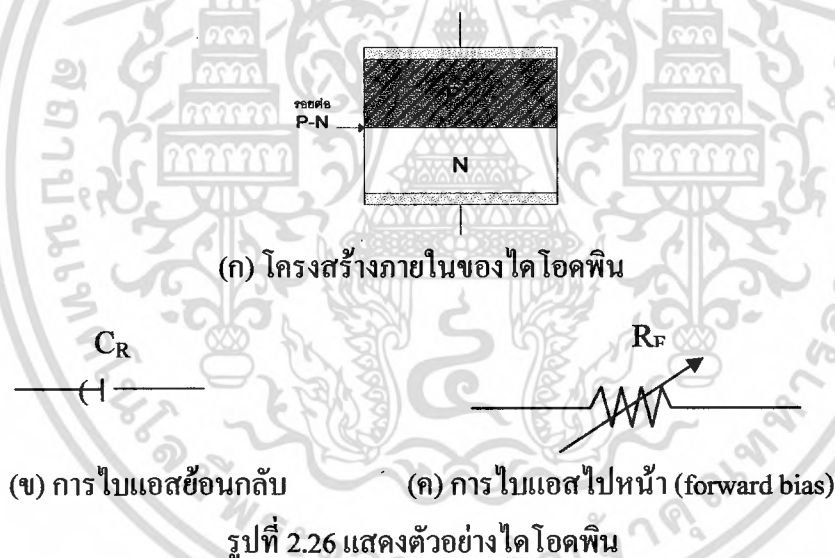 รอยต่อ
P-N
N
(ก) โครงสร้างภายในของไดโอดพิน
C_R
R_F
(ข) การไบแอสย้อนกลับ
(ค) การไบแอสไปหน้า (forward bias)
รูปที่ 2.26 แสดงตัวอย่างไดโอดพิน